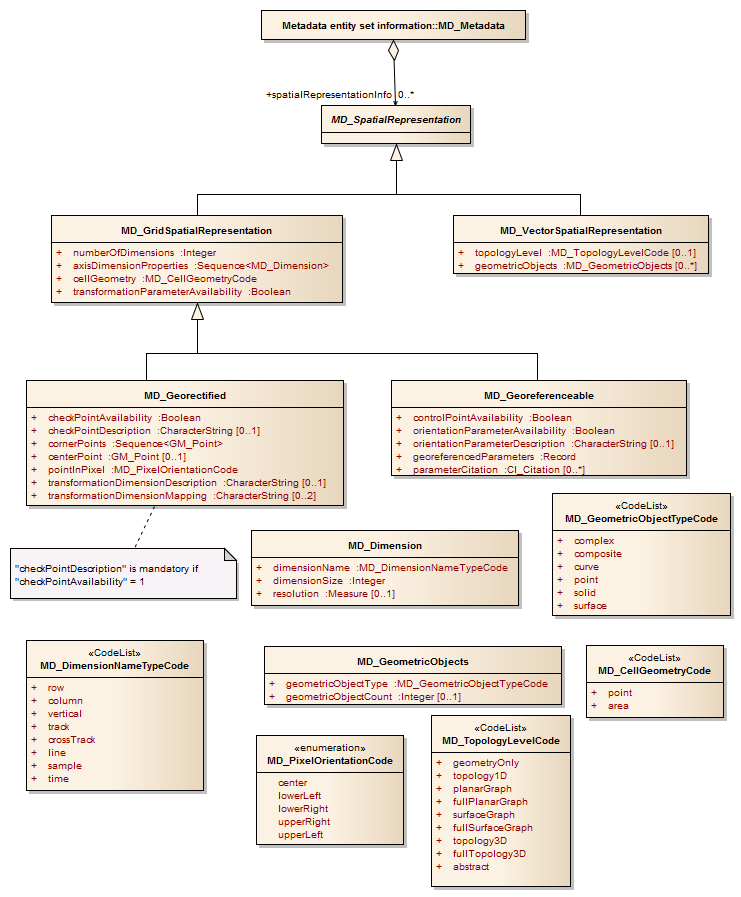 Metadata entity set information::MD_Metadata
+spatialRepresentationInfo 0..*
MD_SpatialRepresentation
MD_GridSpatialRepresentation
+ numberOfDimensions :Integer
+ axisDimensionProperties :Sequence<MD_Dimension>
+ cellGeometry :MD_CellGeometryCode
+ transformationParameterAvailability :Boolean
MD_VectorSpatialRepresentation
+ topologyLevel :MD_TopologyLevelCode [0..1]
+ geometricObjects :MD_GeometricObjects [0..*]
MD_Georectified
+ checkPointAvailability :Boolean
+ checkPointDescription :CharacterString [0..1]
+ cornerPoints :Sequence<GM_Point>
+ centerPoint :GM_Point [0..1]
+ pointInPixel :MD_PixelOrientationCode
+ transformationDimensionDescription :CharacterString [0..1]
+ transformationDimensionMapping :CharacterString [0..2]
MD_Georeferenceable
+ controlPointAvailability :Boolean
+ orientationParameterAvailability :Boolean
+ orientationParameterDescription :CharacterString [0..1]
+ georeferencedParameters :Record
+ parameterCitation :CI_Citation [0..*]
"checkPointDescription" is mandatory if
"checkPointAvailability" = 1
MD_Dimension
+ dimensionName :MD_DimensionNameTypeCode
+ dimensionSize :Integer
+ resolution :Measure [0..1]
«CodeList»
MD_GeometricObjectTypeCode
+ complex
+ composite
+ curve
+ point
+ solid
+ surface
«CodeList»
MD_DimensionNameTypeCode
+ row
+ column
+ vertical
+ track
+ crossTrack
+ line
+ sample
+ time
MD_GeometricObjects
+ geometricObjectType :MD_GeometricObjectTypeCode
+ geometricObjectCount :Integer [0..1]
«CodeList»
MD_CellGeometryCode
+ point
+ area
«enumeration»
MD_PixelOrientationCode
center
lowerLeft
lowerRight
upperRight
upperLeft
«CodeList»
MD_TopologyLevelCode
+ geometryOnly
+ topology1D
+ planarGraph
+ fullPlanarGraph
+ surfaceGraph
+ fullSurfaceGraph
+ topology3D
+ fullTopology3D
+ abstract